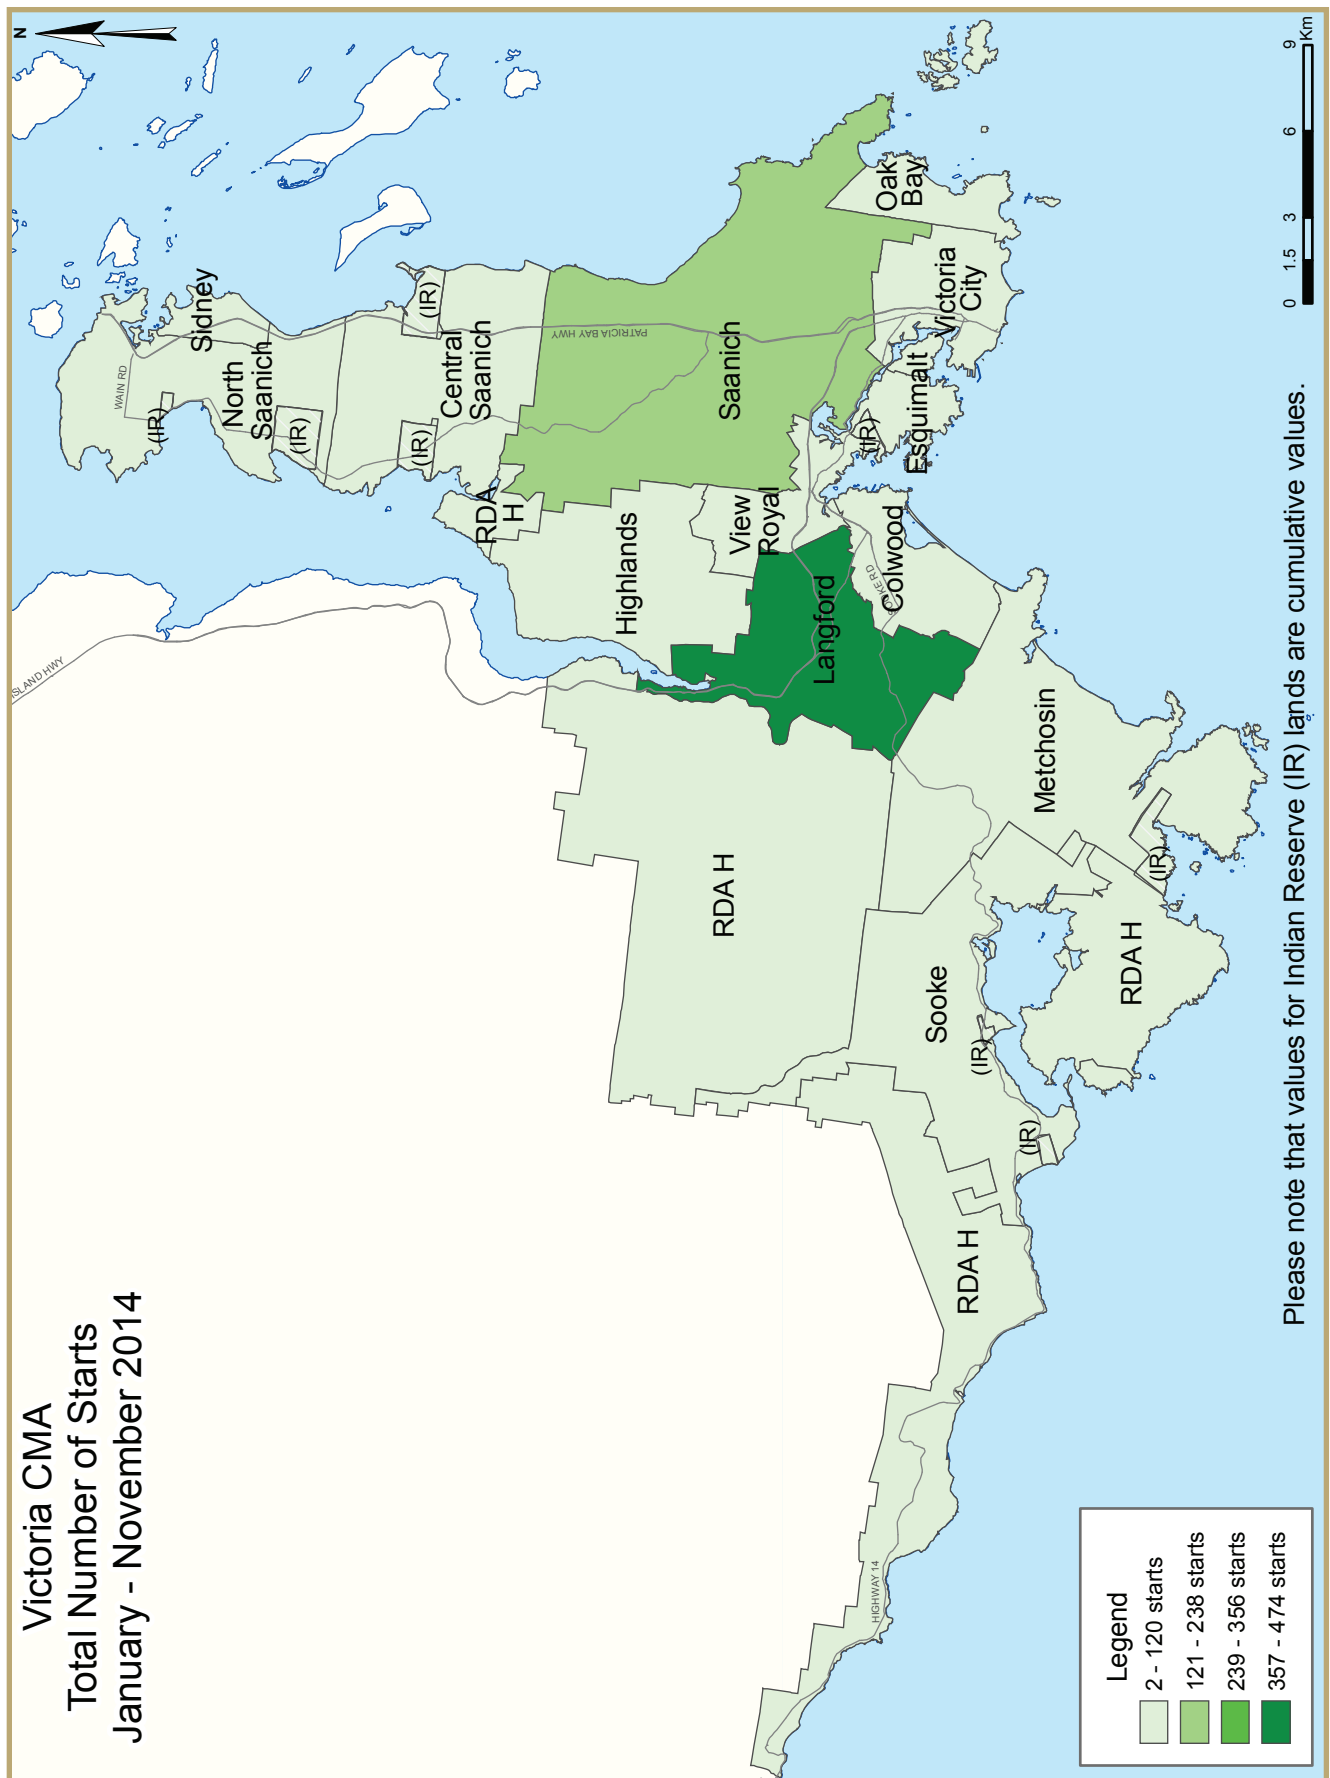 Victoria CMA
Total Number of Starts
January - November 2014
N
ISLAND HWY
WAIN RD
(IR)
Sidney
North
Saanich
(IR)
(IR)
(IR)
Central
Saanich
PATRICIA BAY HWY
RDA
H
Saanich
Highlands
View
Royal
Oak
Bay
Victoria
City
Esquimalt
(IR)
Langford
Colwood
SOOKE RD
RDA H
Metchosin
(IR)
Sooke
(IR)
RDA H
(IR)
RDA H
HIGHWAY 14
Legend
2 - 120 starts
121 - 238 starts
239 - 356 starts
357 - 474 starts
0 1.5 3 6 9
Km
Please note that values for Indian Reserve (IR) lands are cumulative values.